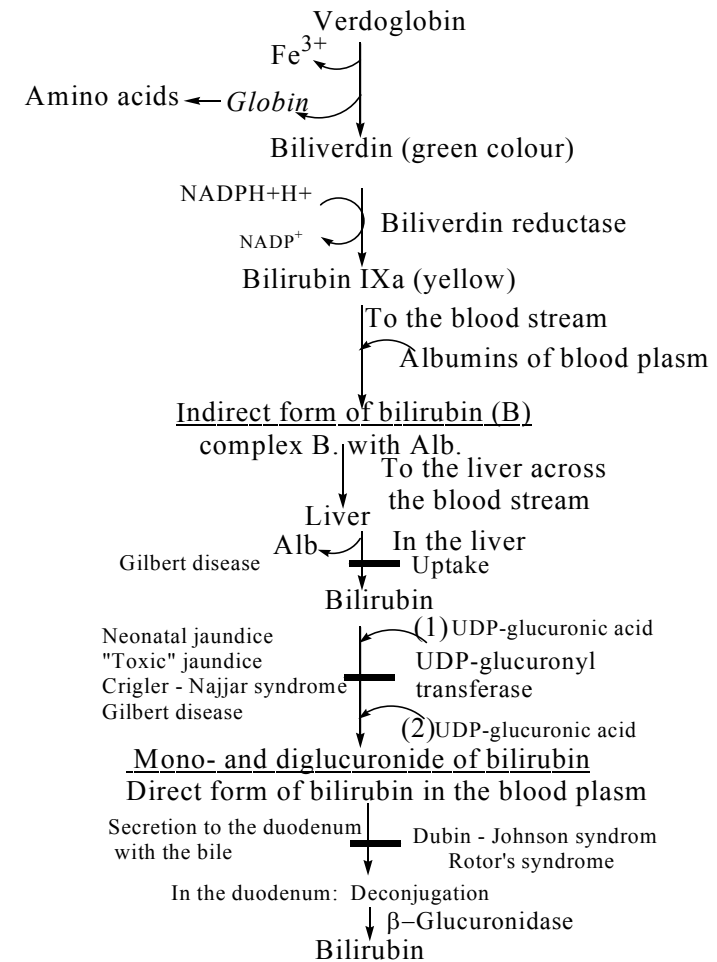 Verdoglobin
Fe3+
Amino acids
Globin
Biliverdin (green colour)
NADPH+H+
NADP+
Biliverdin reductase
Bilirubin IXa (yellow)
To the blood stream
Albumins of blood plasm
Indirect form of bilirubin (B)
complex B. with Alb.
To the liver across
the blood stream
Liver
Alb
In the liver
Gilbert disease
Uptake
Bilirubin
(1) UDP-glucuronic acid
Neonatal jaundice
"Toxic" jaundice
Crigler - Najjar syndrome
Gilbert disease
UDP-glucuronyl
transferase
(2) UDP-glucuronic acid
Mono- and diglucuronide of bilirubin
Direct form of bilirubin in the blood plasm
Secretion to the duodenum
with the bile
Dubin - Johnson syndrom
Rotor's syndrome
In the duodenum: Deconjugation
β–Glucuronidase
Bilirubin